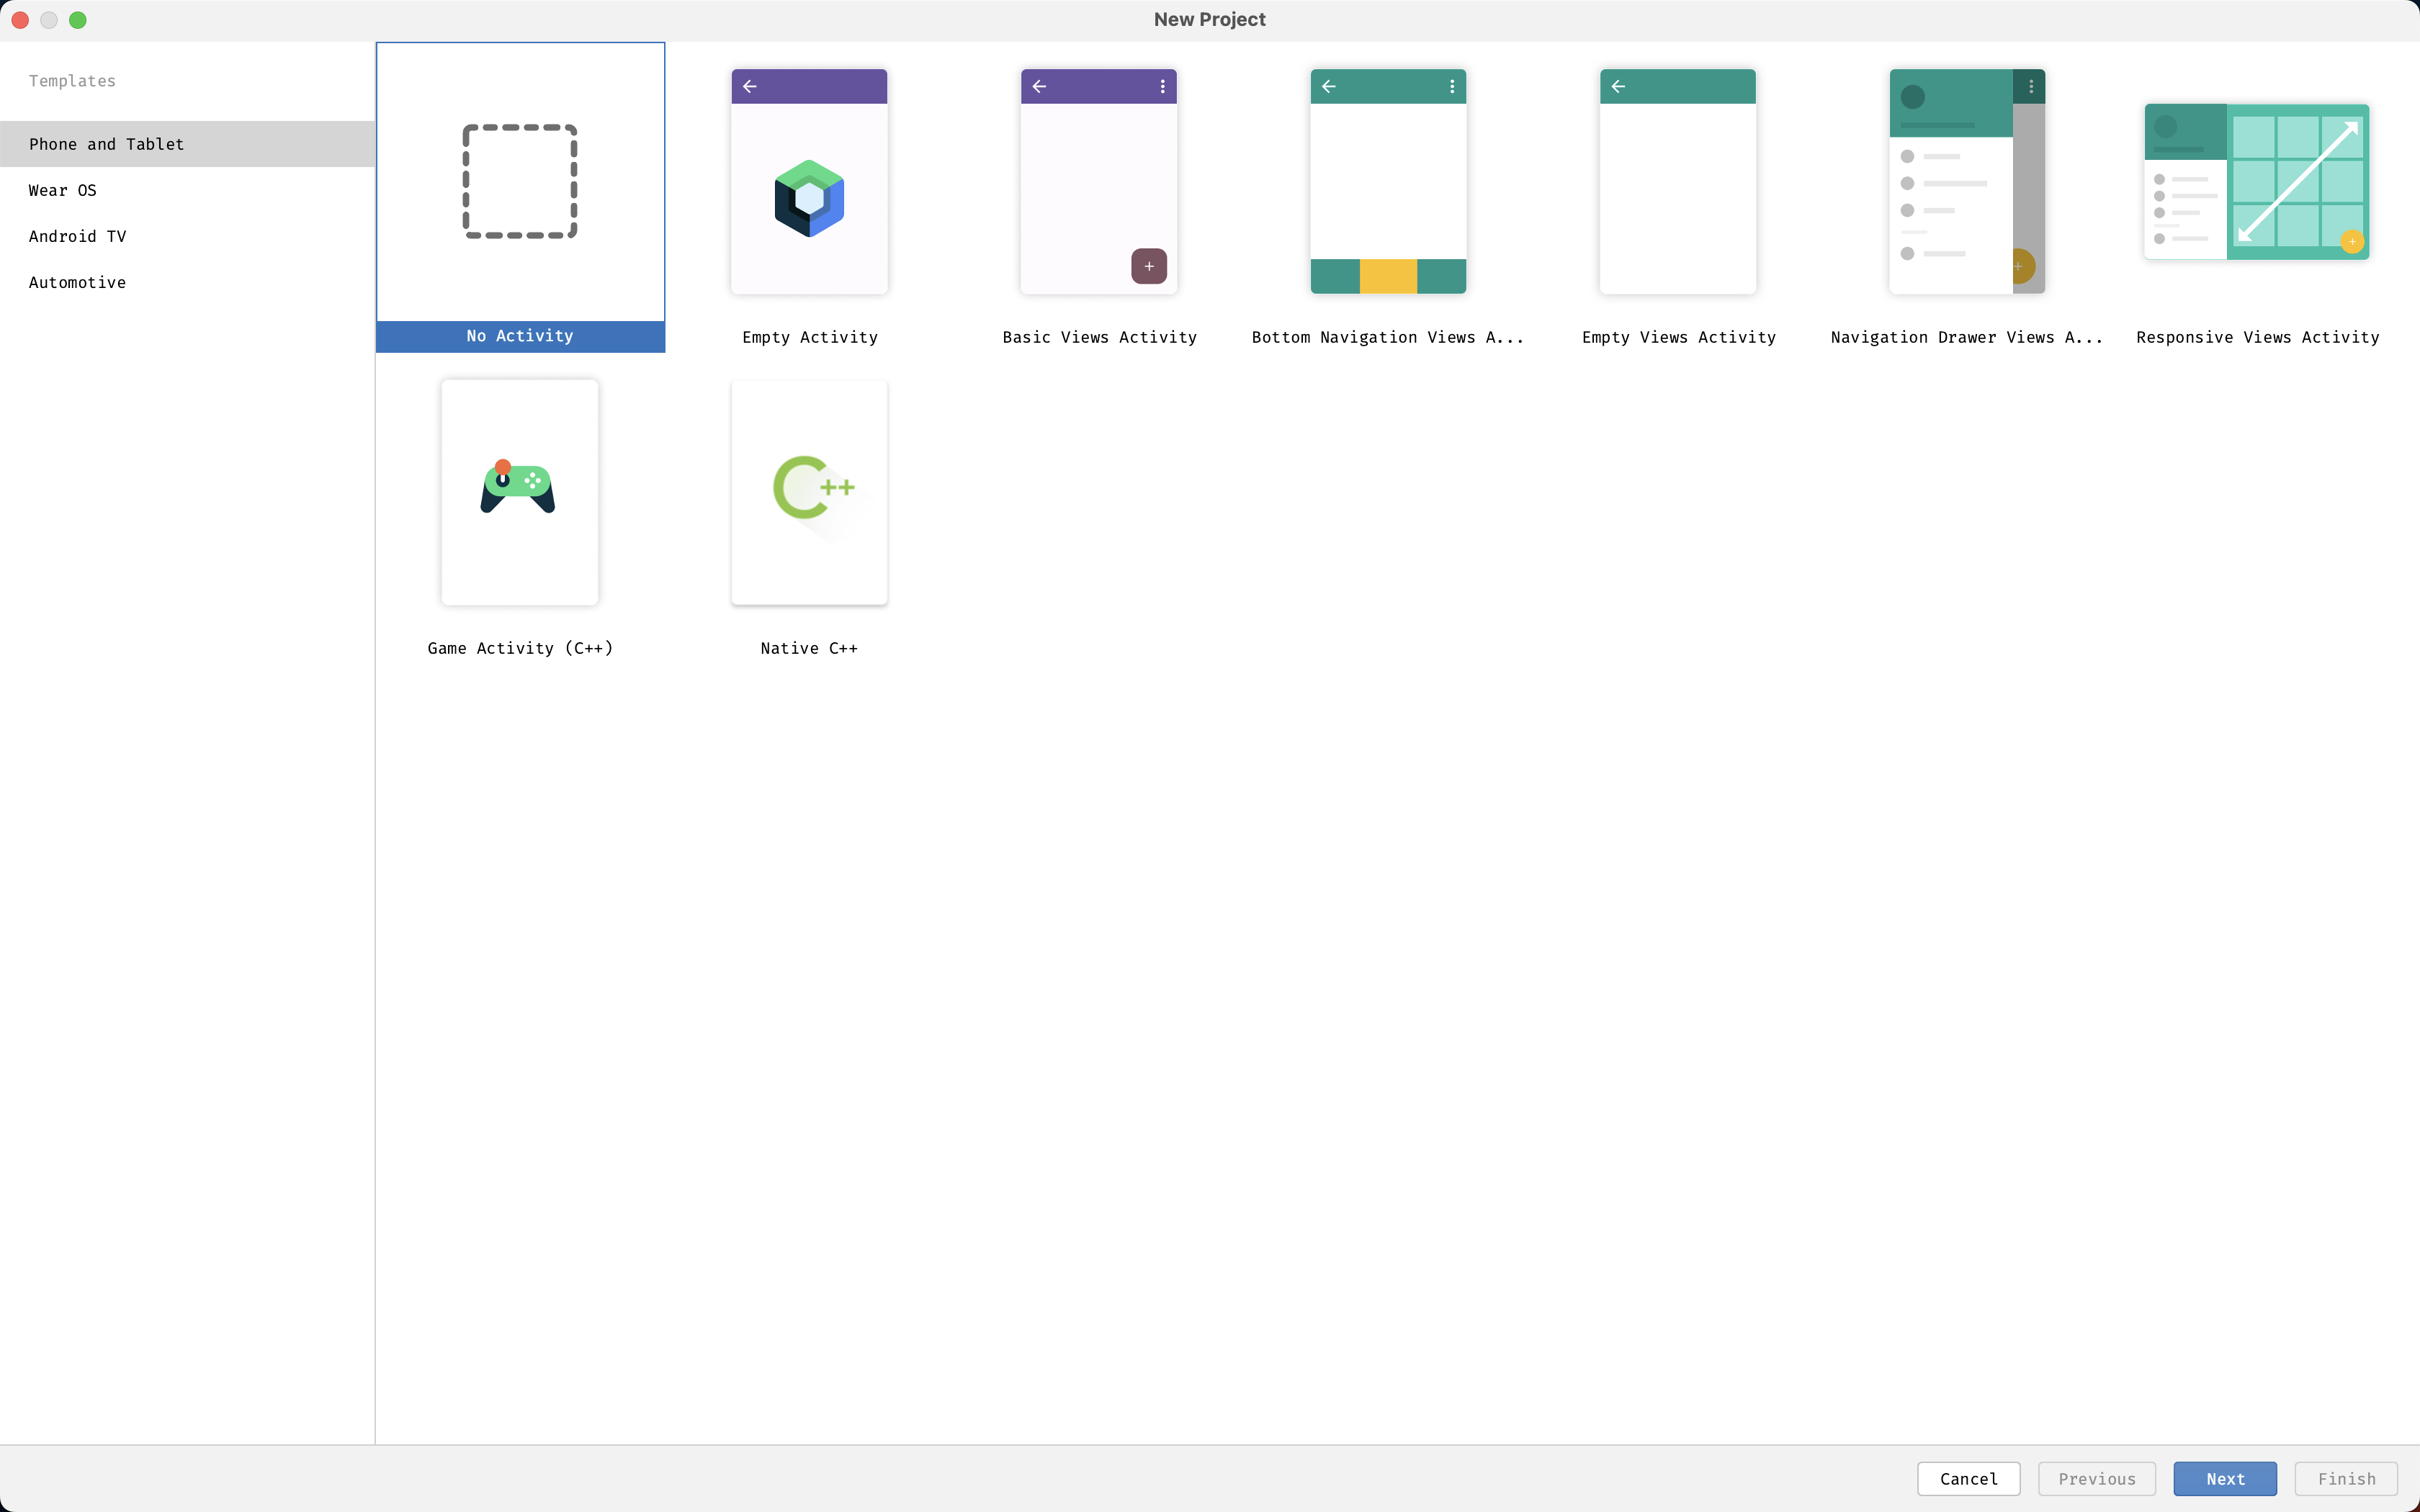 New Project
Templates
Phone and Tablet
Wear OS
Android TV
Automotive
No Activity
Empty Activity
Basic Views Activity
Bottom Navigation Views A...
Empty Views Activity
Navigation Drawer Views A...
Responsive Views Activity
C++
Game Activity (C++)
Native C++
Cancel
Previous
Next
Finish